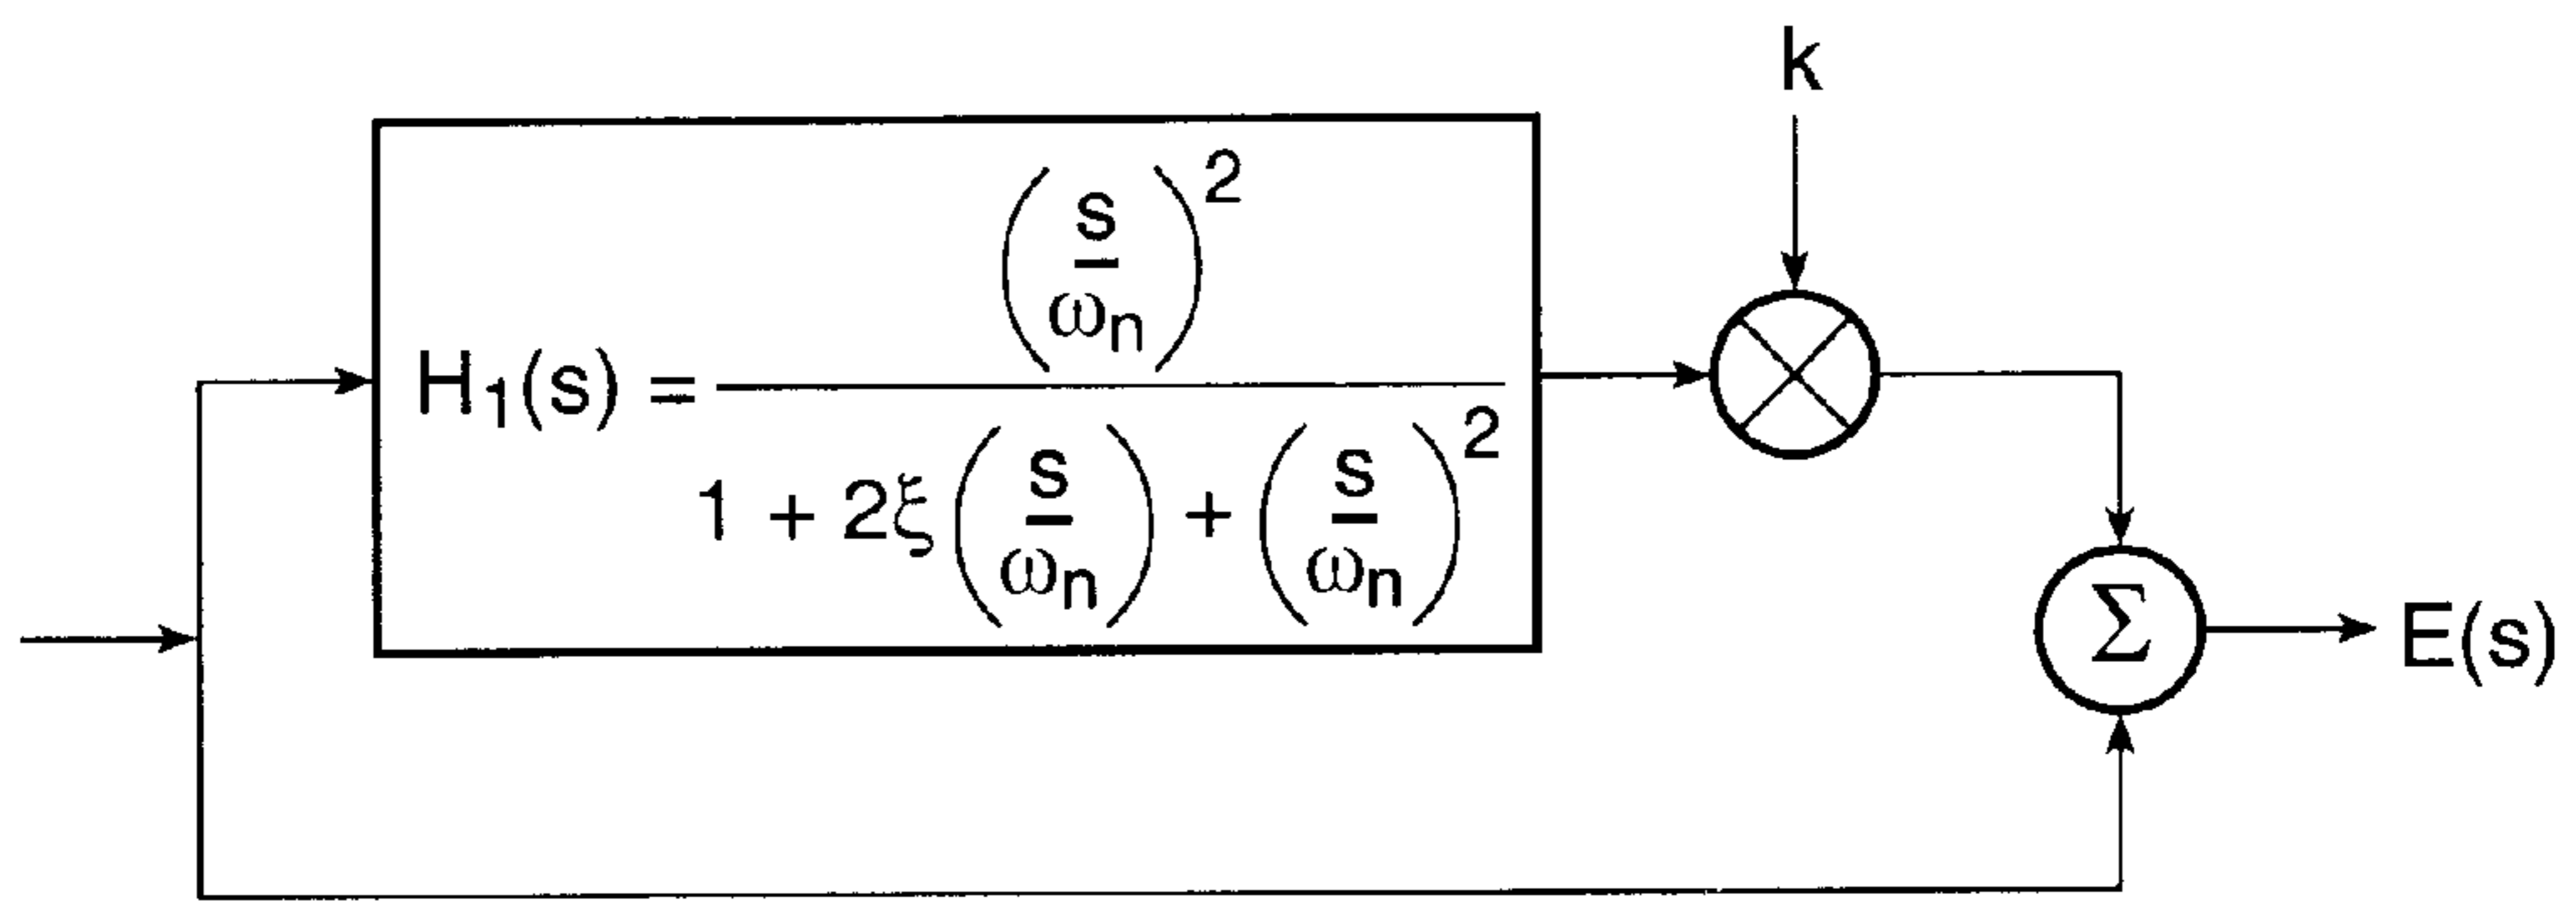 k
H₁(s) = (s/ωₙ)² / (1 + 2ξ(s/ωₙ) + (s/ωₙ)²)
Σ
E(s)